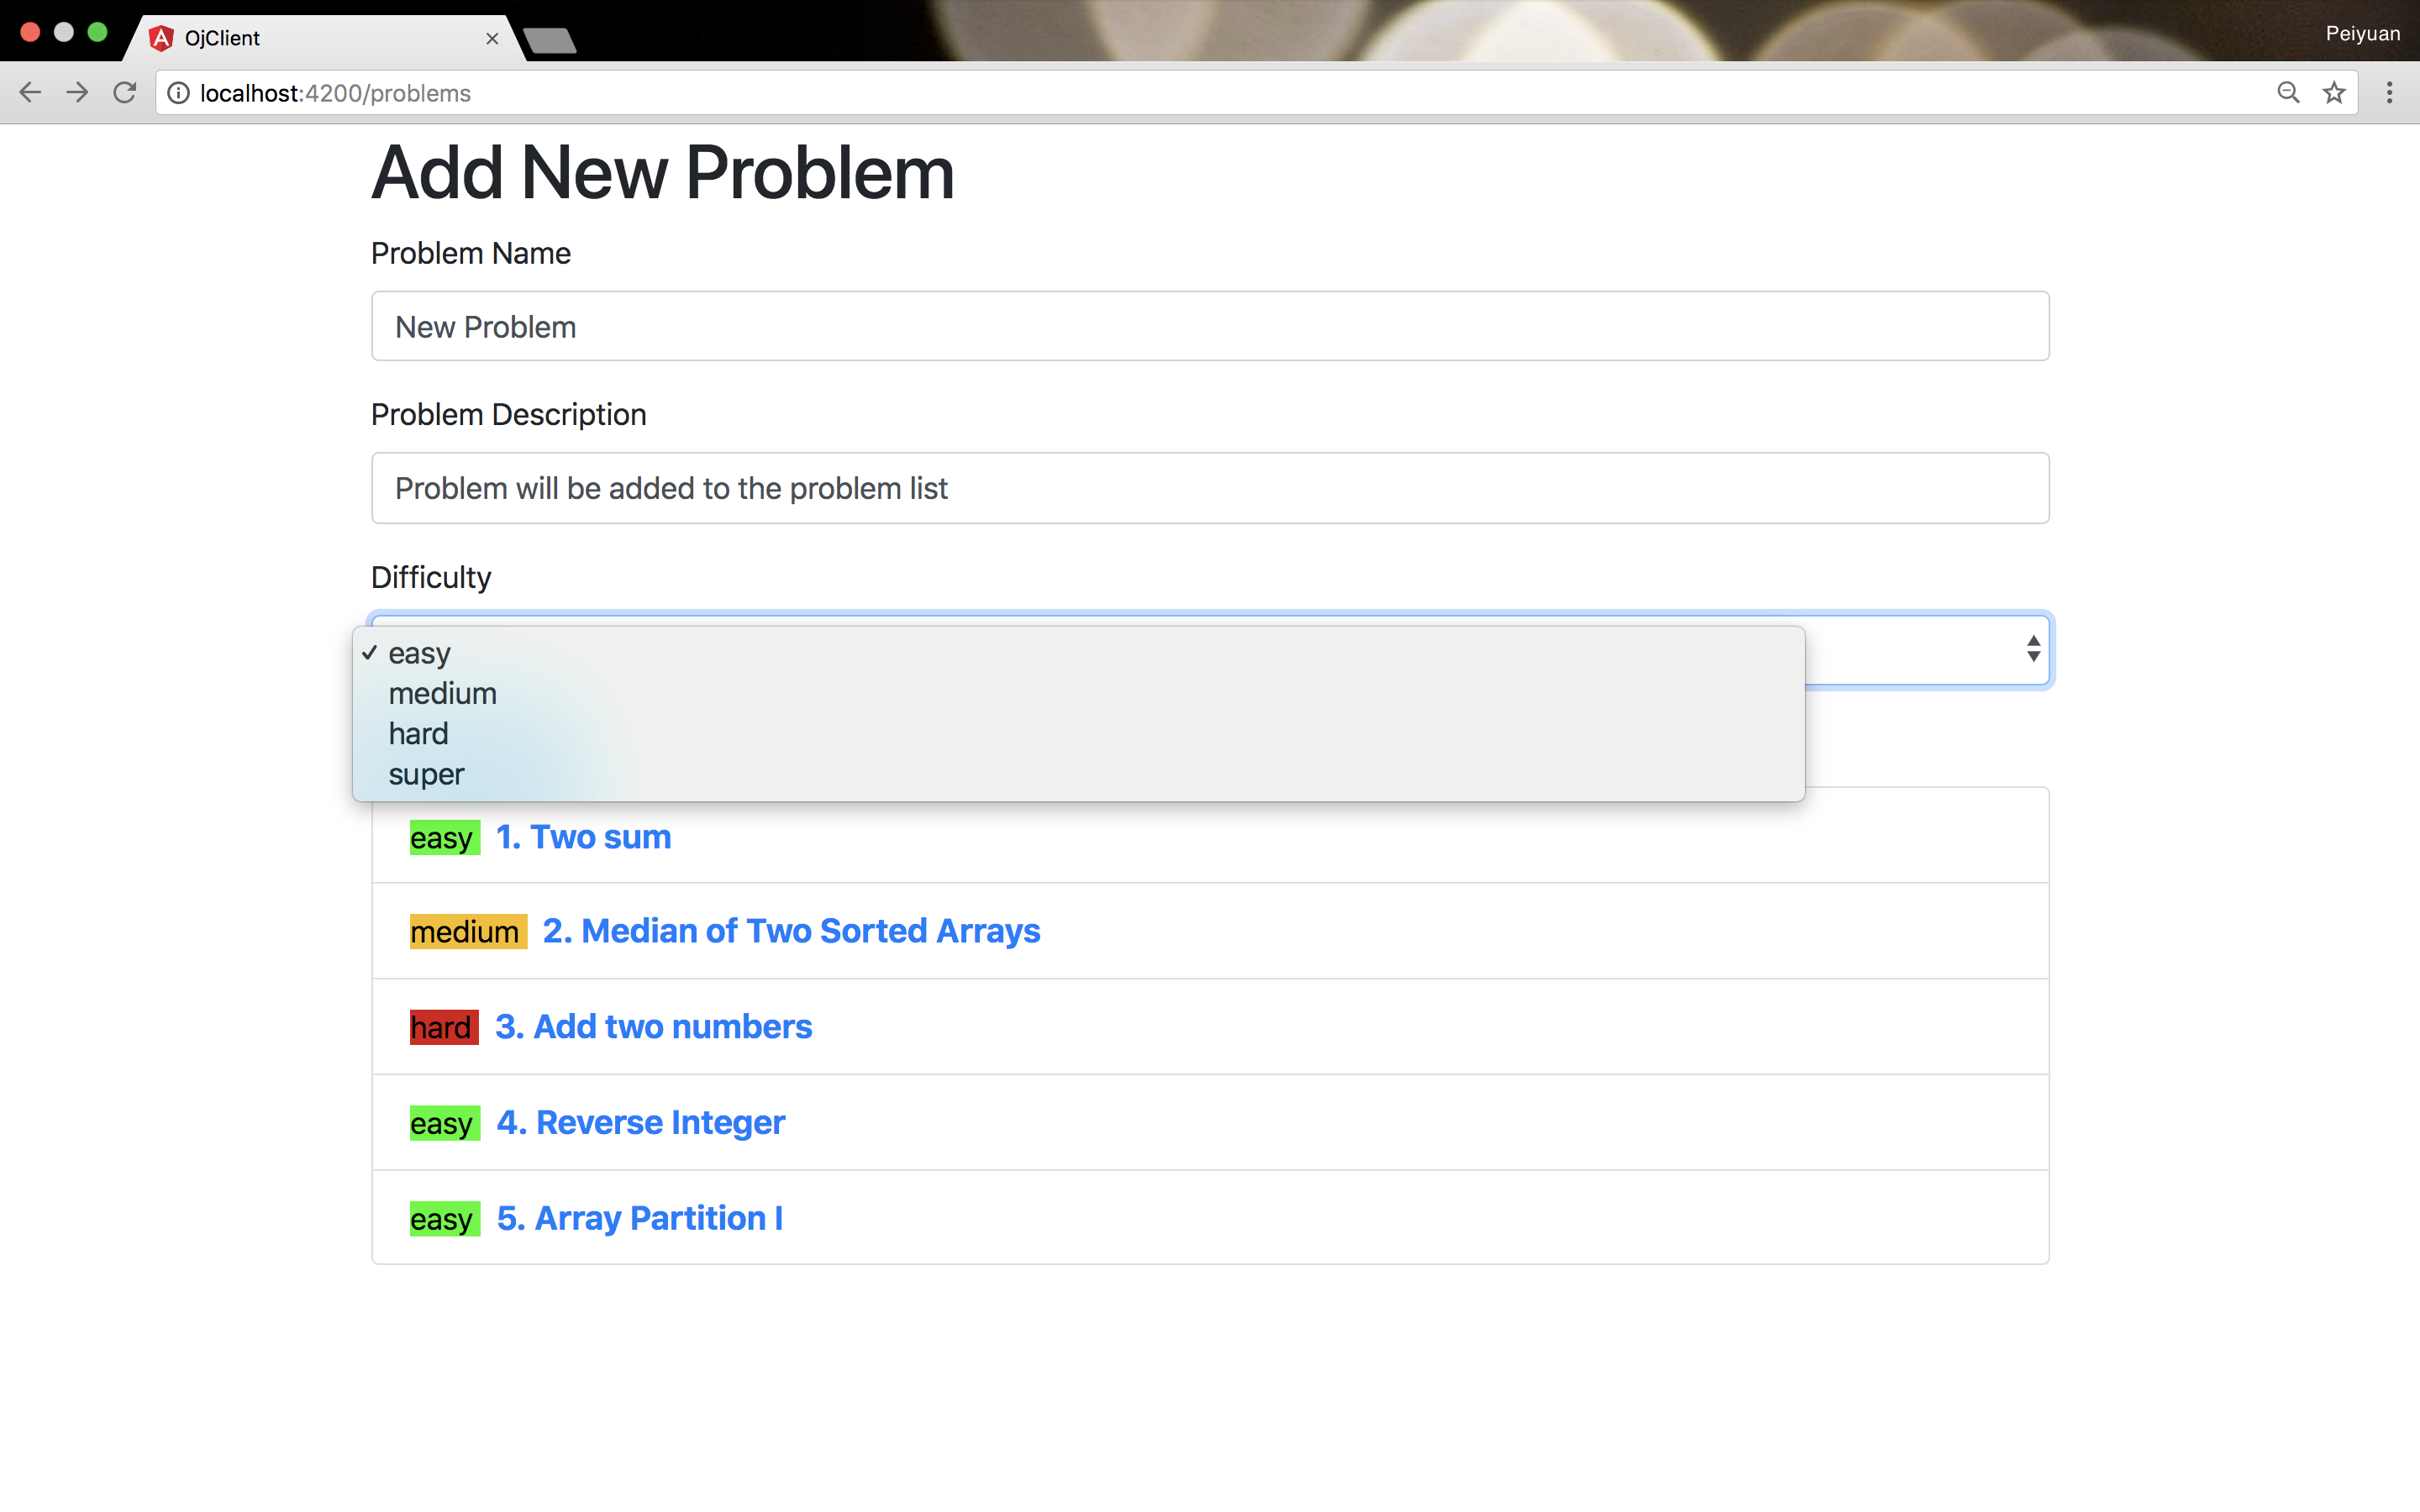 OjClient
Peiyuan
localhost:4200/problems
Add New Problem
Problem Name
New Problem
Problem Description
Problem will be added to the problem list
Difficulty
✓ easy
medium
hard
super
easy 1. Two sum
medium 2. Median of Two Sorted Arrays
hard 3. Add two numbers
easy 4. Reverse Integer
easy 5. Array Partition I